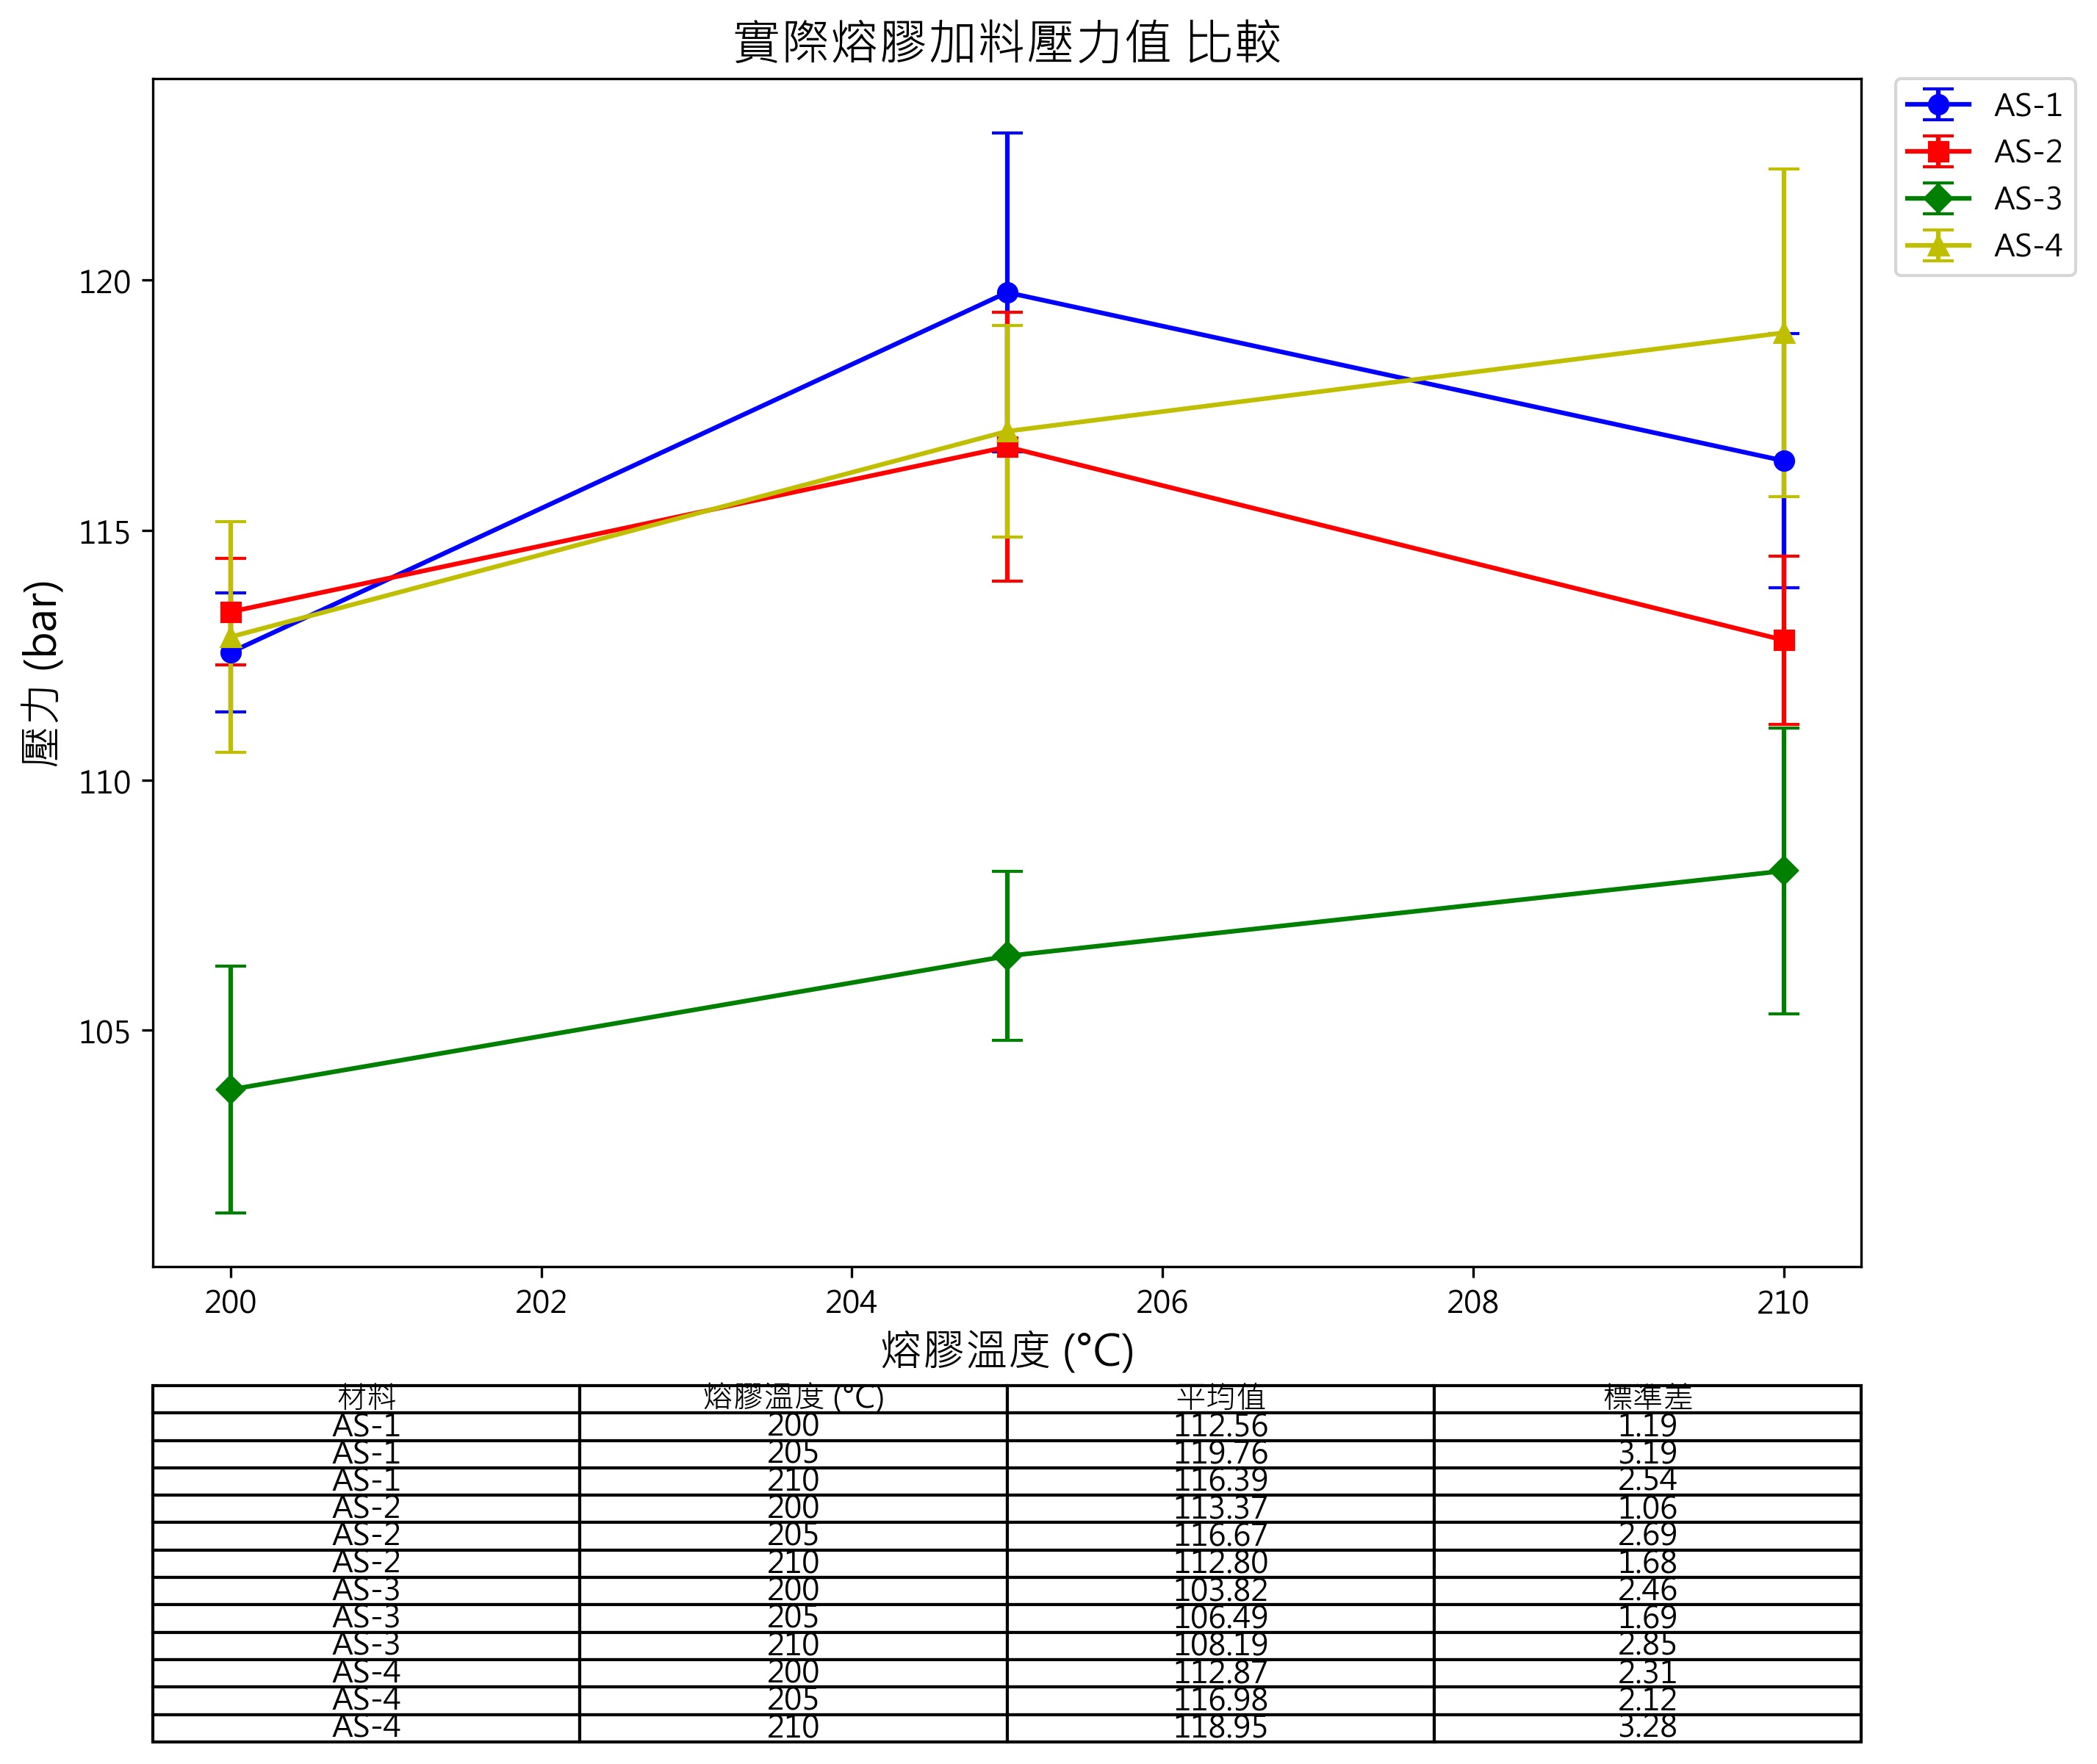 實際熔膠加料壓力值 比較
AS-1
AS-2
AS-3
AS-4
壓力 (bar)
120
115
110
105
200 202 204 206 208 210
熔膠溫度 (°C)
材料 熔膠溫度 (°C) 平均值 標準差
AS-1 200 112.56 1.19
AS-1 205 119.76 3.19
AS-1 210 116.39 2.54
AS-2 200 113.37 1.06
AS-2 205 116.67 2.69
AS-2 210 112.80 1.68
AS-3 200 103.82 2.46
AS-3 205 106.49 1.69
AS-3 210 108.19 2.85
AS-4 200 112.87 2.31
AS-4 205 116.98 2.12
AS-4 210 118.95 3.28